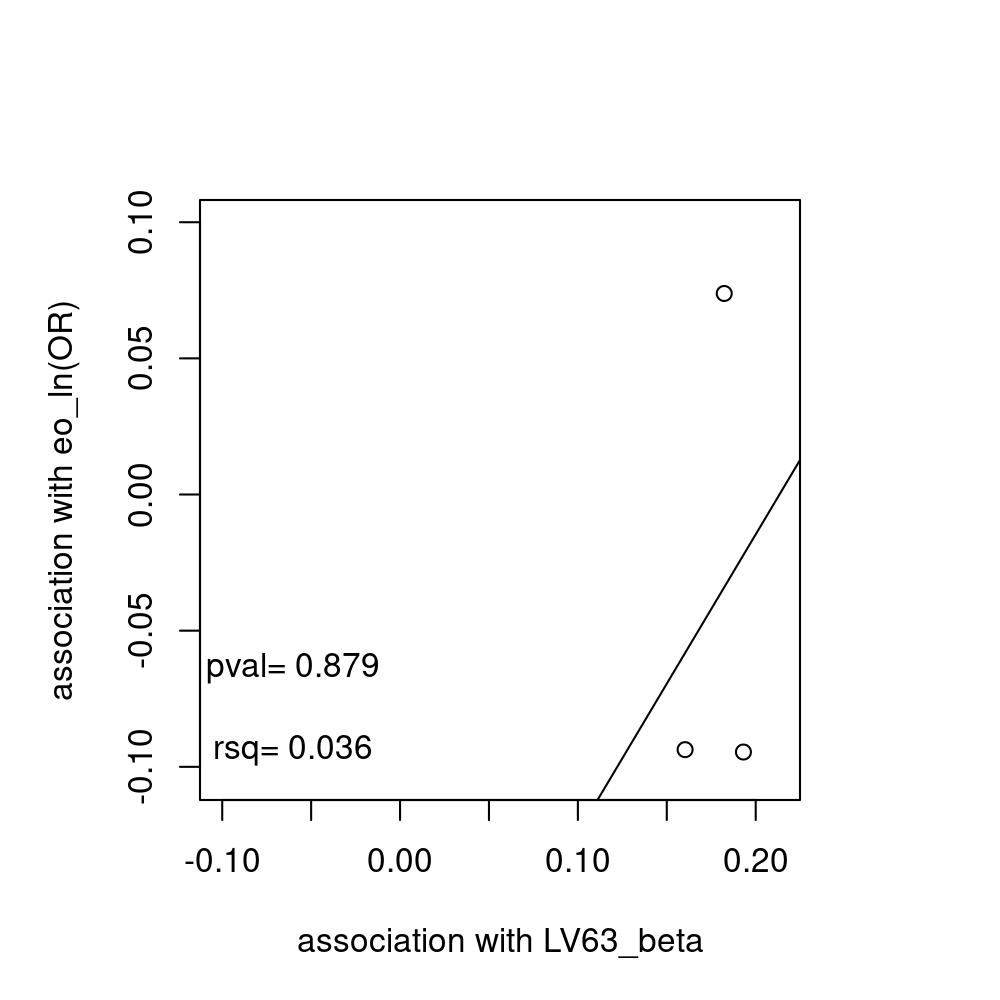 association with eo_ln(OR)
0.10
0.05
0.00
-0.05
-0.10
pval= 0.879
rsq= 0.036
-0.10 0.00 0.10 0.20
association with LV63_beta